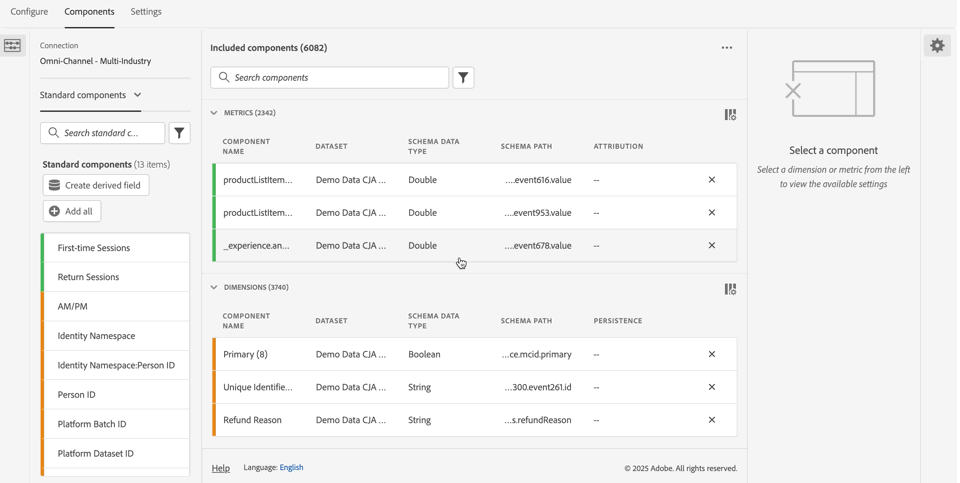 Configure
Components
Settings
Connection
Omni-Channel - Multi-Industry
Standard components
Search standard c...
Standard components (13 items)
Create derived field
Add all
First-time Sessions
Return Sessions
AM/PM
Identity Namespace
Identity Namespace:Person ID
Person ID
Platform Batch ID
Platform Dataset ID
Included components (6082)
Search components
METRICS (2342)
COMPONENT NAME DATASET SCHEMA DATA TYPE SCHEMA PATH ATTRIBUTION
productListItem... Demo Data CJA ... Double ....event616.value --
productListItem... Demo Data CJA ... Double ....event953.value --
_experience.an... Demo Data CJA ... Double ....event678.value --
DIMENSIONS (3740)
COMPONENT NAME DATASET SCHEMA DATA TYPE SCHEMA PATH PERSISTENCE
Primary (8) Demo Data CJA ... Boolean ...ce.mcid.primary --
Unique Identifie... Demo Data CJA ... String ...300.event261.id --
Refund Reason Demo Data CJA ... String ...s.refundReason --
Help Language: English © 2025 Adobe. All rights reserved.
Select a component
Select a dimension or metric from the left
to view the available settings